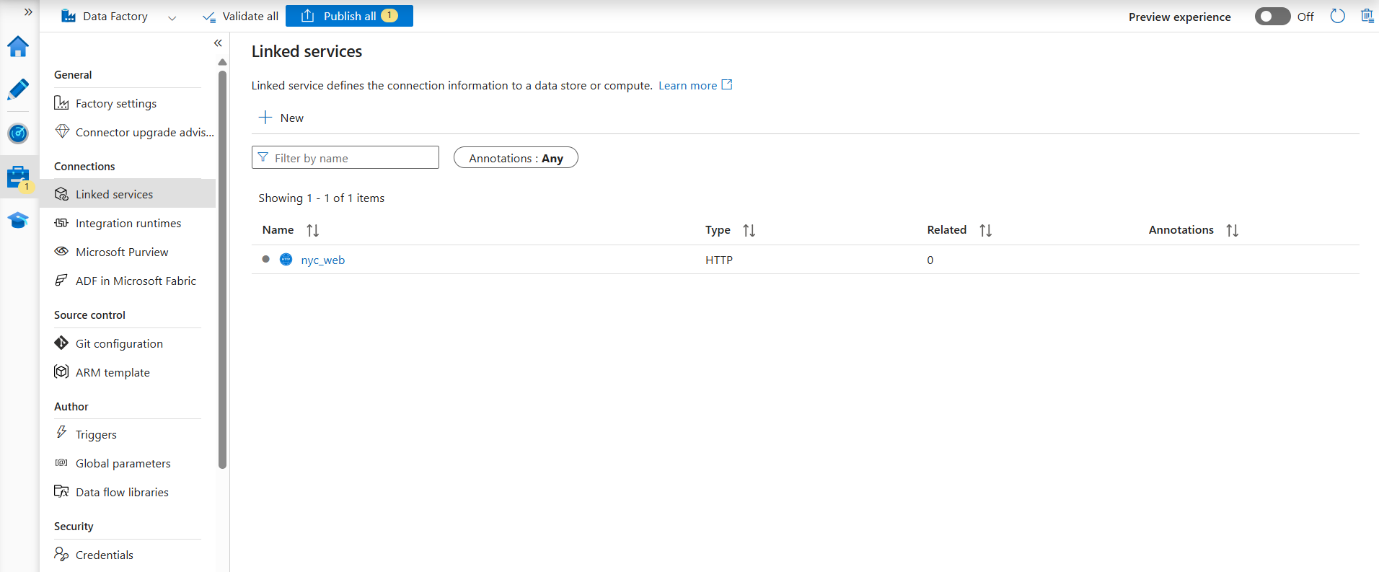 Data Factory
Validate all
Publish all 1
Preview experience
Off
General
Factory settings
Connector upgrade advis...
Connections
Linked services
Integration runtimes
Microsoft Purview
ADF in Microsoft Fabric
Source control
Git configuration
ARM template
Author
Triggers
Global parameters
Data flow libraries
Security
Credentials
1
Linked services
Linked service defines the connection information to a data store or compute. Learn more
New
Filter by name
Annotations : Any
Showing 1 - 1 of 1 items
Name Type Related Annotations
nyc_web HTTP 0